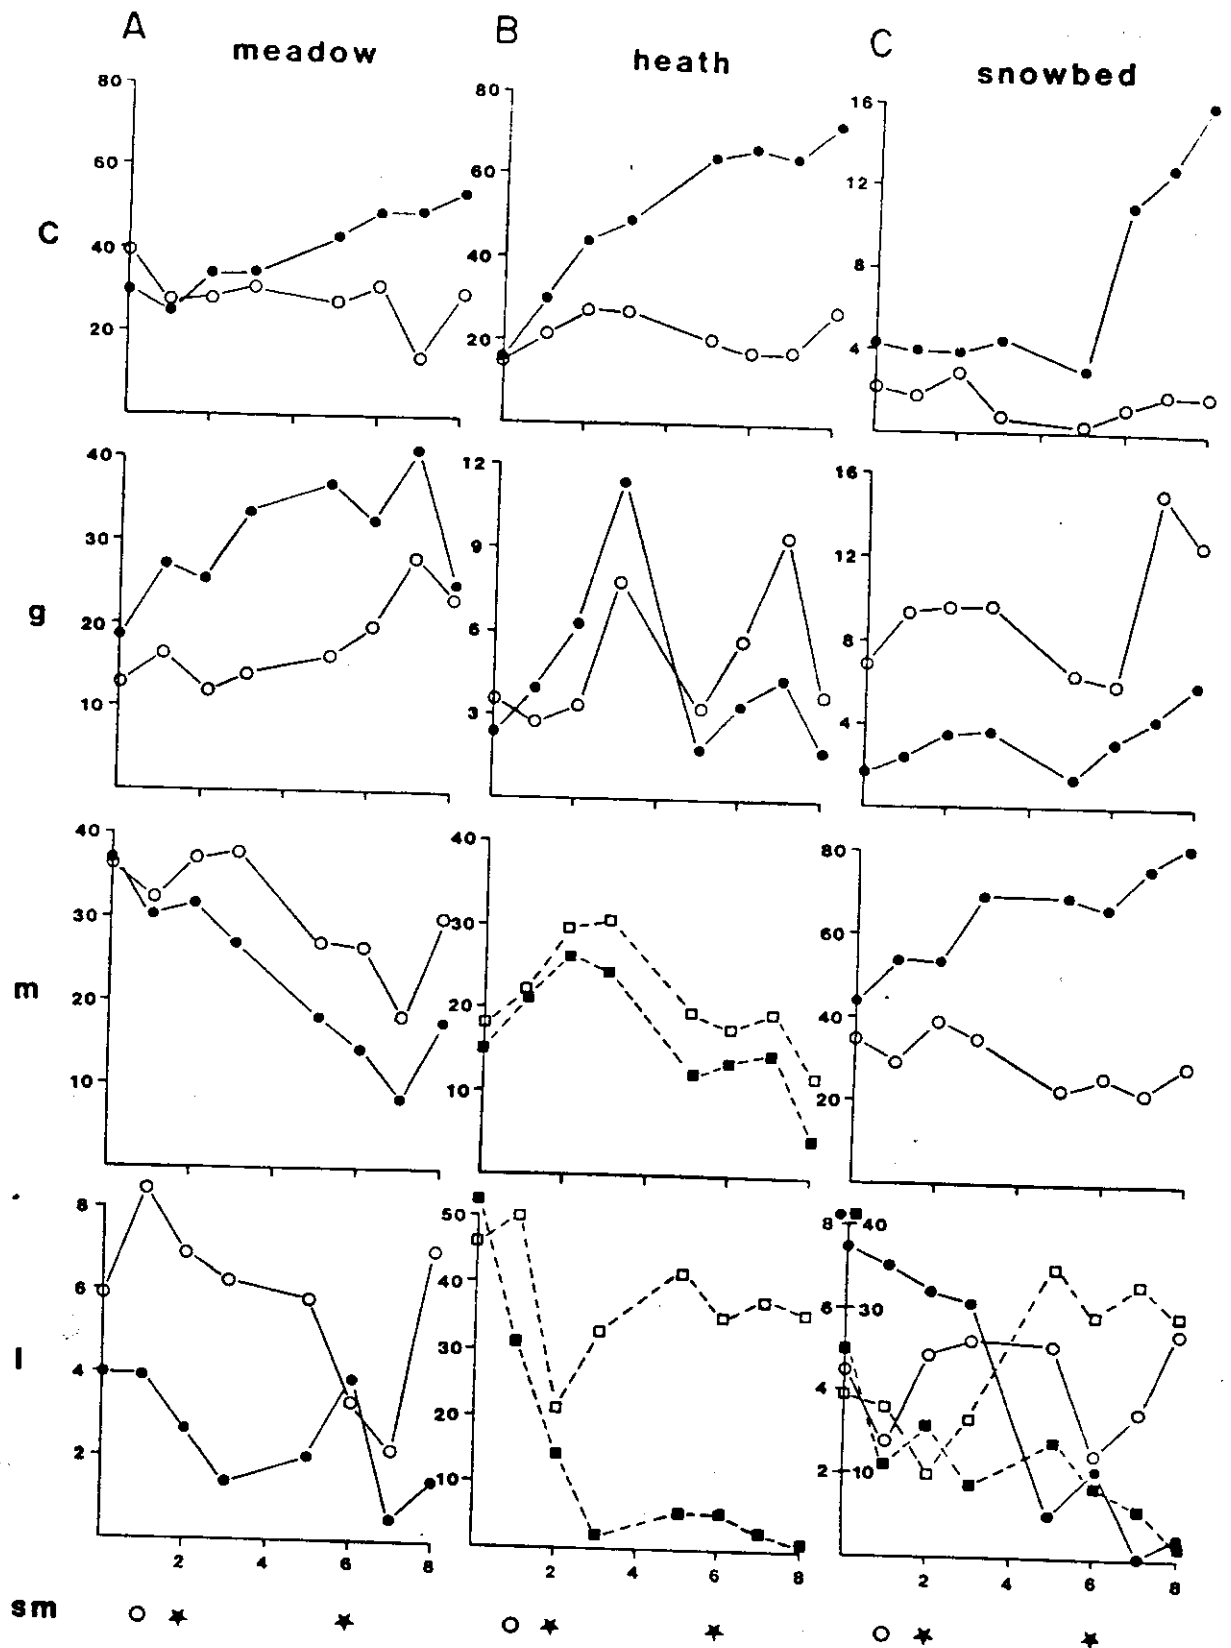 A B C
meadow heath snowbed
80 80 16
60 60 12
C 40 40 8
20 20 4
40 12 16
30 9 12
g 20 6 8
10 3 4
40 40 80
30 30 60
m 20 20 40
10 10 20
8 50 8 40
6 40 6 30
l 4 30 4
2 20 2 10
10
2 4 6 8 2 4 6 8 2 4 6 8
sm